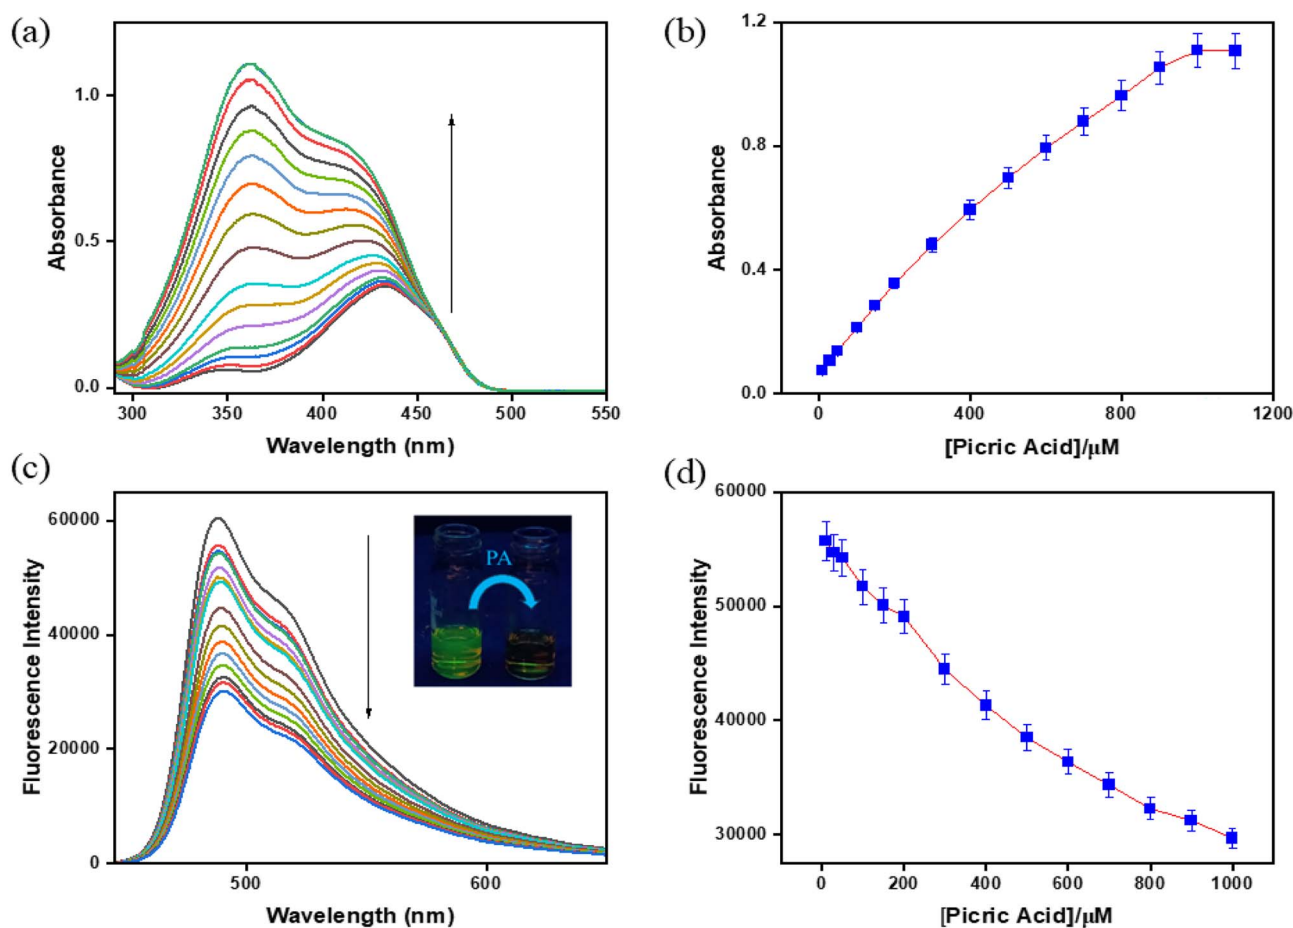 (a)
Absorbance
1.0
0.5
0.0
300 350 400 450 500 550
Wavelength (nm)
(b)
Absorbance
1.2
0.8
0.4
0.0
0 400 800 1200
[Picric Acid]/μM
(c)
Fluorescence Intensity
60000
40000
20000
0
PA
500 600
Wavelength (nm)
(d)
Fluorescence Intensity
60000
50000
40000
30000
0 200 400 600 800 1000
[Picric Acid]/μM